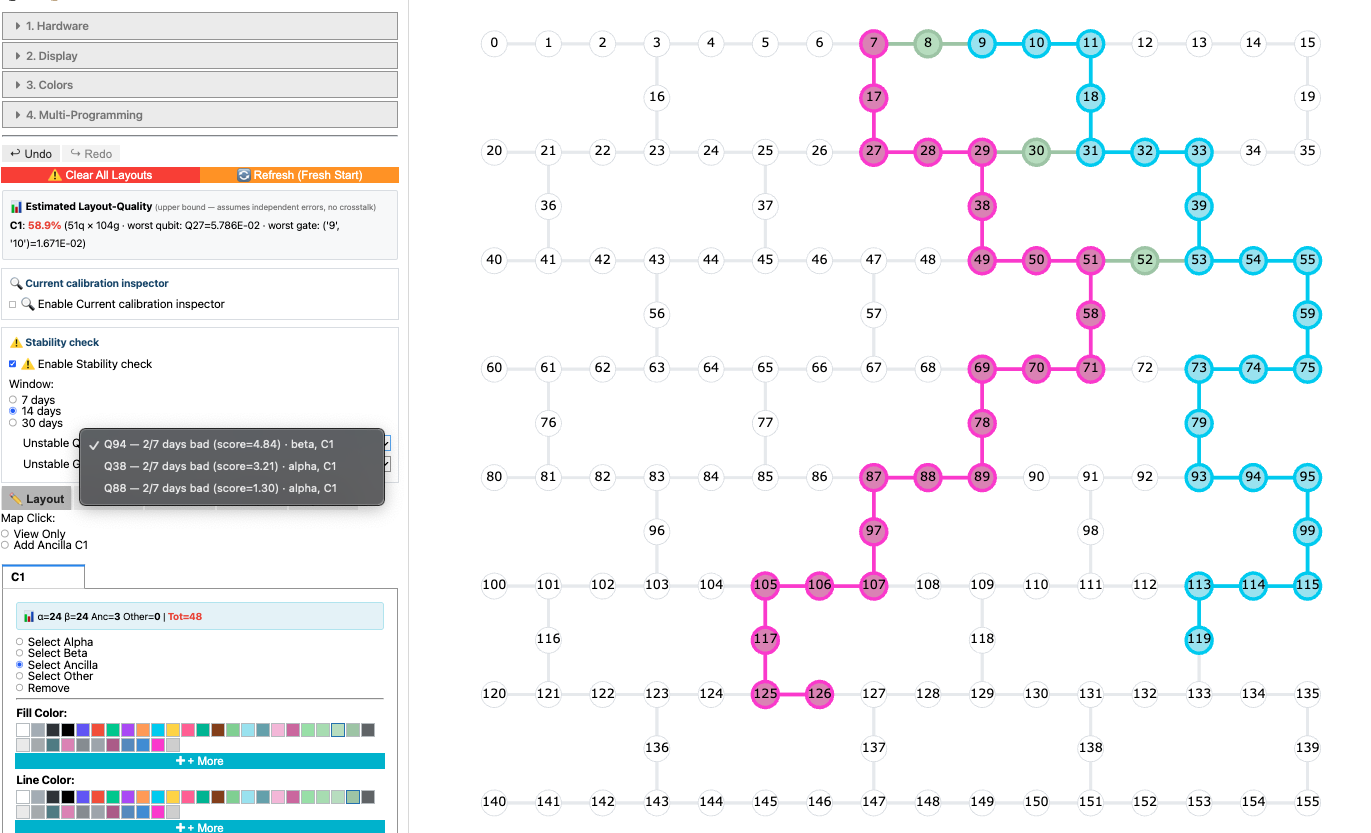 1. Hardware
2. Display
3. Colors
4. Multi-Programming
↩ Undo ↪ Redo
⚠️ Clear All Layouts 🔄 Refresh (Fresh Start)
📊 Estimated Layout-Quality (upper bound — assumes independent errors, no crosstalk)
C1: 58.9% (51q × 104g · worst qubit: Q27=5.786E-02 · worst gate: ('9',
'10')=1.671E-02)
🔍 Current calibration inspector
🔍 Enable Current calibration inspector
⚠️ Stability check
⚠️ Enable Stability check
Window:
7 days
14 days
30 days
Unstable Q
✓ Q94 — 2/7 days bad (score=4.84) · beta, C1
Unstable G
Q38 — 2/7 days bad (score=3.21) · alpha, C1
Q88 — 2/7 days bad (score=1.30) · alpha, C1
✏️ Layout
Map Click:
View Only
Add Ancilla C1
C1
📊 α=24 β=24 Anc=3 Other=0 | Tot=48
Select Alpha
Select Beta
Select Ancilla
Select Other
Remove
Fill Color:
+ More
Line Color:
+ More
0 1 2 3 4 5 6 7 8 9 10 11 12 13 14 15
16 17 18 19
20 21 22 23 24 25 26 27 28 29 30 31 32 33 34 35
36 37 38 39
40 41 42 43 44 45 46 47 48 49 50 51 52 53 54 55
56 57 58 59
60 61 62 63 64 65 66 67 68 69 70 71 72 73 74 75
76 77 78 79
80 81 82 83 84 85 86 87 88 89 90 91 92 93 94 95
96 97 98 99
100 101 102 103 104 105 106 107 108 109 110 111 112 113 114 115
116 117 118 119
120 121 122 123 124 125 126 127 128 129 130 131 132 133 134 135
136 137 138 139
140 141 142 143 144 145 146 147 148 149 150 151 152 153 154 155